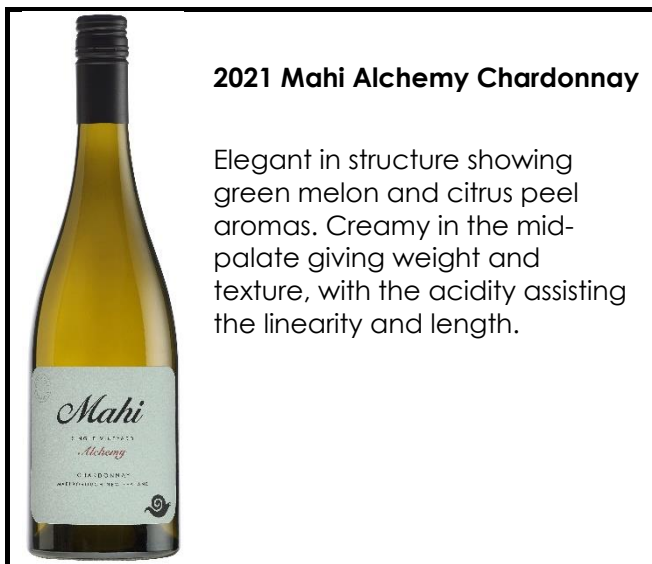 2021 Mahi Alchemy Chardonnay
Elegant in structure showing
green melon and citrus peel
aromas. Creamy in the mid-
palate giving weight and
texture, with the acidity assisting
the linearity and length.
Mahi
Alchemy
CHARDONNAY